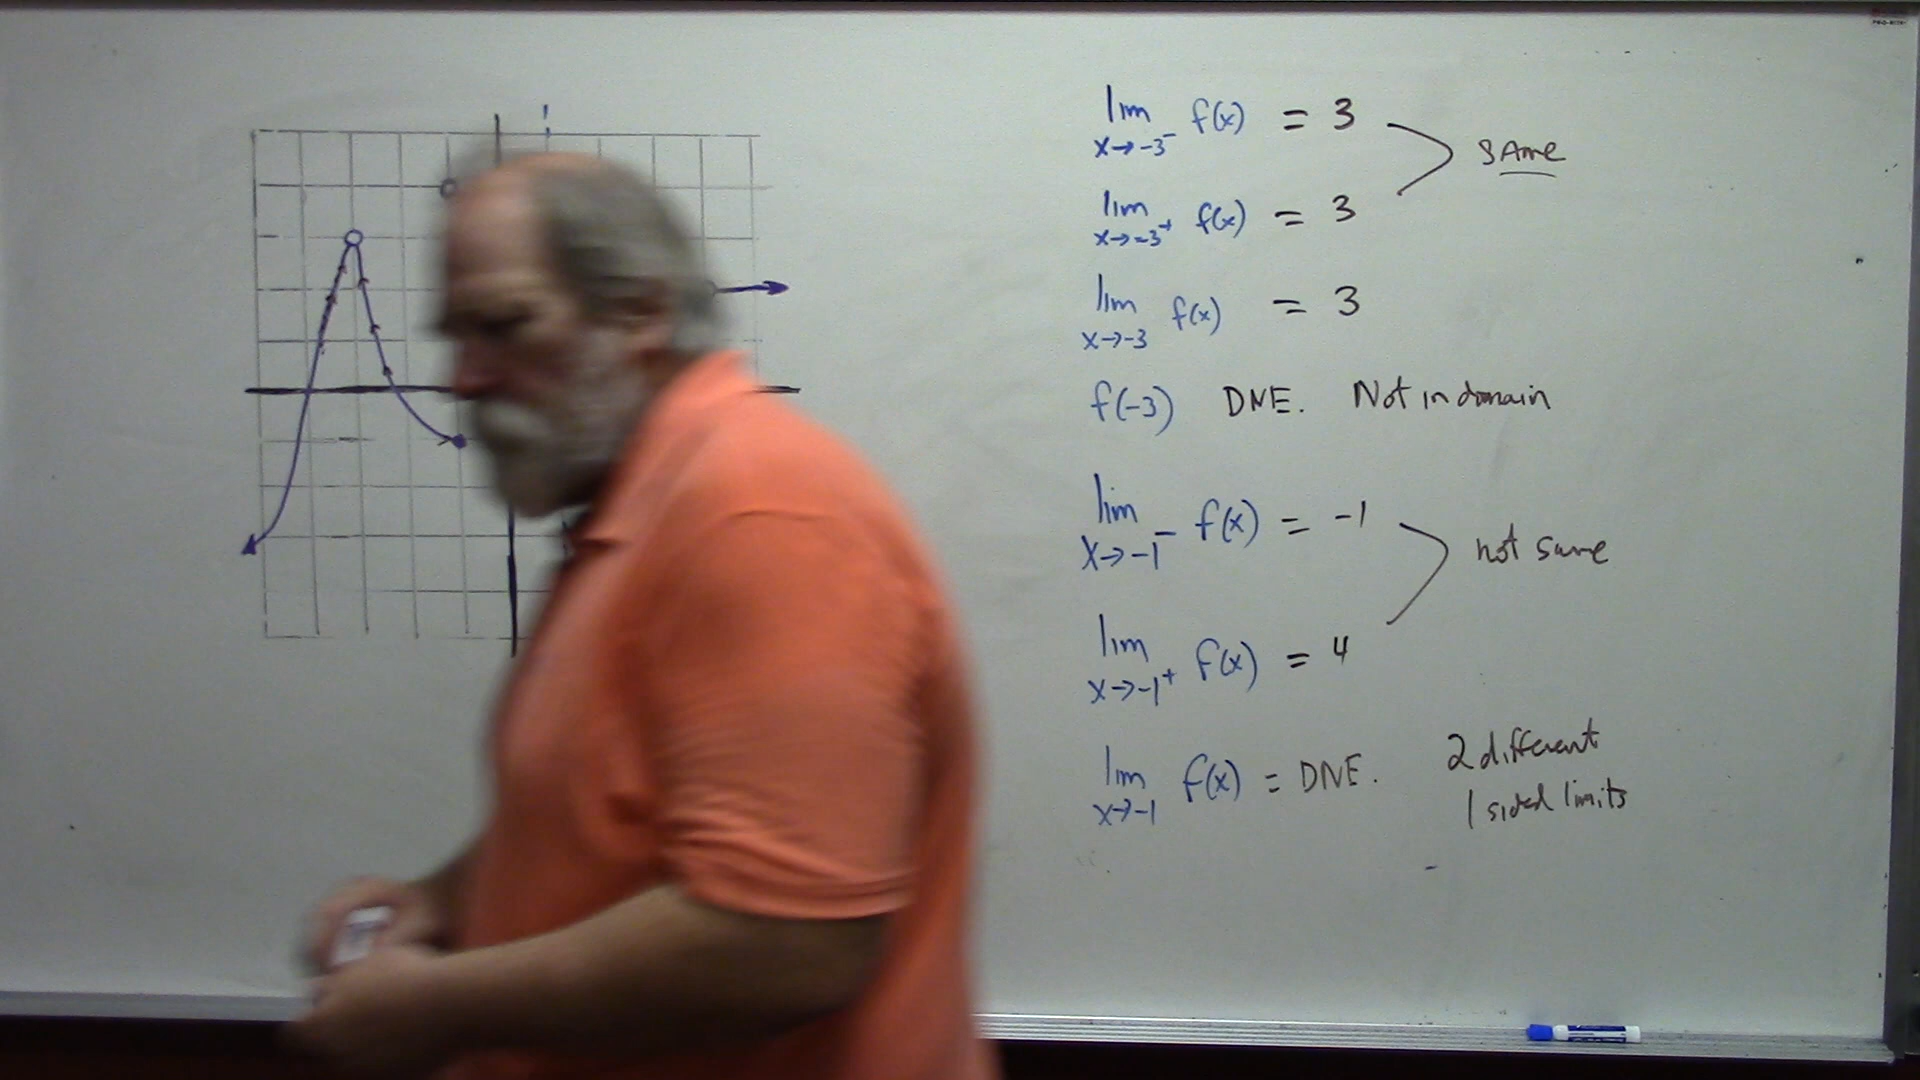 lim x→-3⁻ f(x) = 3
same
lim x→-3⁺ f(x) = 3
lim x→-3 f(x) = 3
f(-3) DNE. Not in domain
lim x→-1⁻ f(x) = -1
not same
lim x→-1⁺ f(x) = 4
lim x→-1 f(x) = DNE.
2 different
1 sided limits